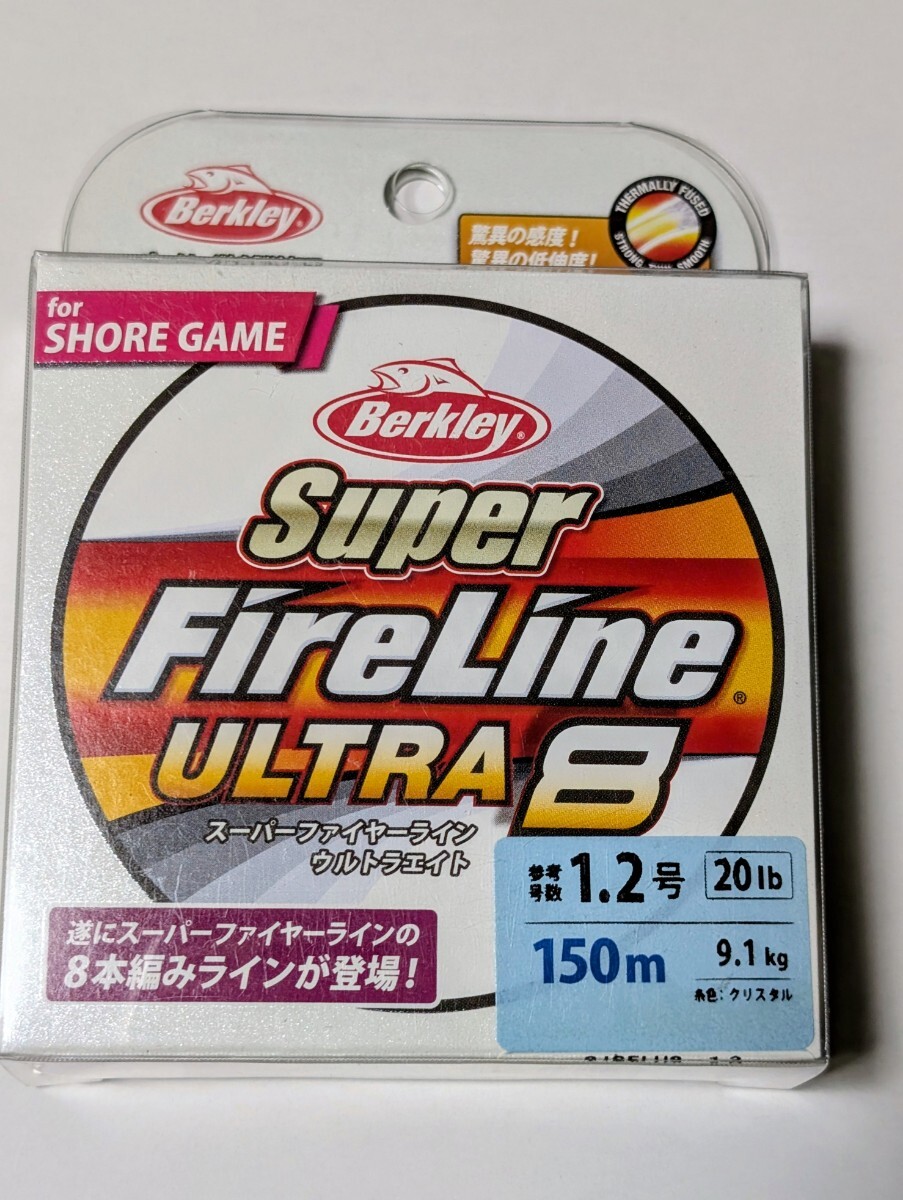 Berkley
驚異の感度!
驚異の低伸度!
THERMALLY FUSED
STRONG THIN SMOOTH
for
SHORE GAME
Berkley®
Super
FireLine®
ULTRA 8
スーパーファイヤーライン
ウルトラエイト
遂にスーパーファイヤーラインの
8本編みラインが登場!
参考
号数
1.2号
20lb
150m
9.1kg
糸色:クリスタル